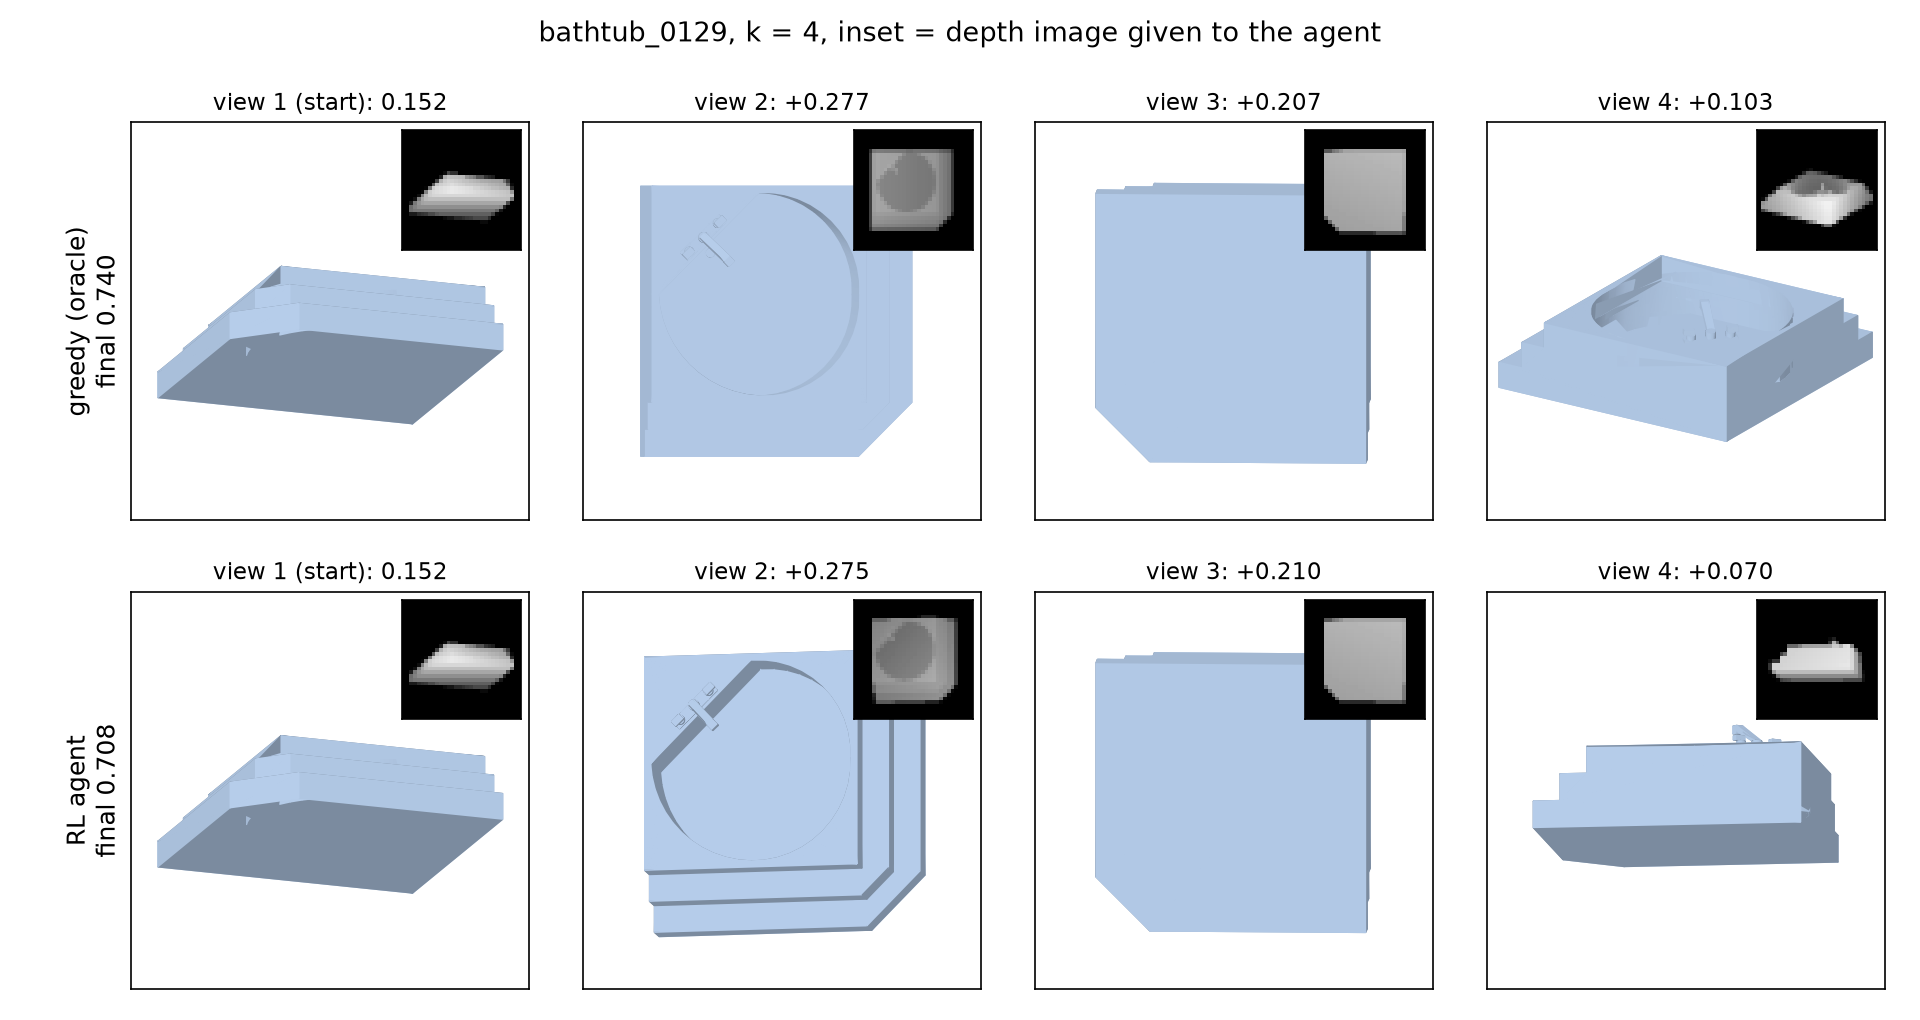 bathtub_0129, k = 4, inset = depth image given to the agent
greedy (oracle)
final 0.740
view 1 (start): 0.152
view 2: +0.277
view 3: +0.207
view 4: +0.103
RL agent
final 0.708
view 1 (start): 0.152
view 2: +0.275
view 3: +0.210
view 4: +0.070